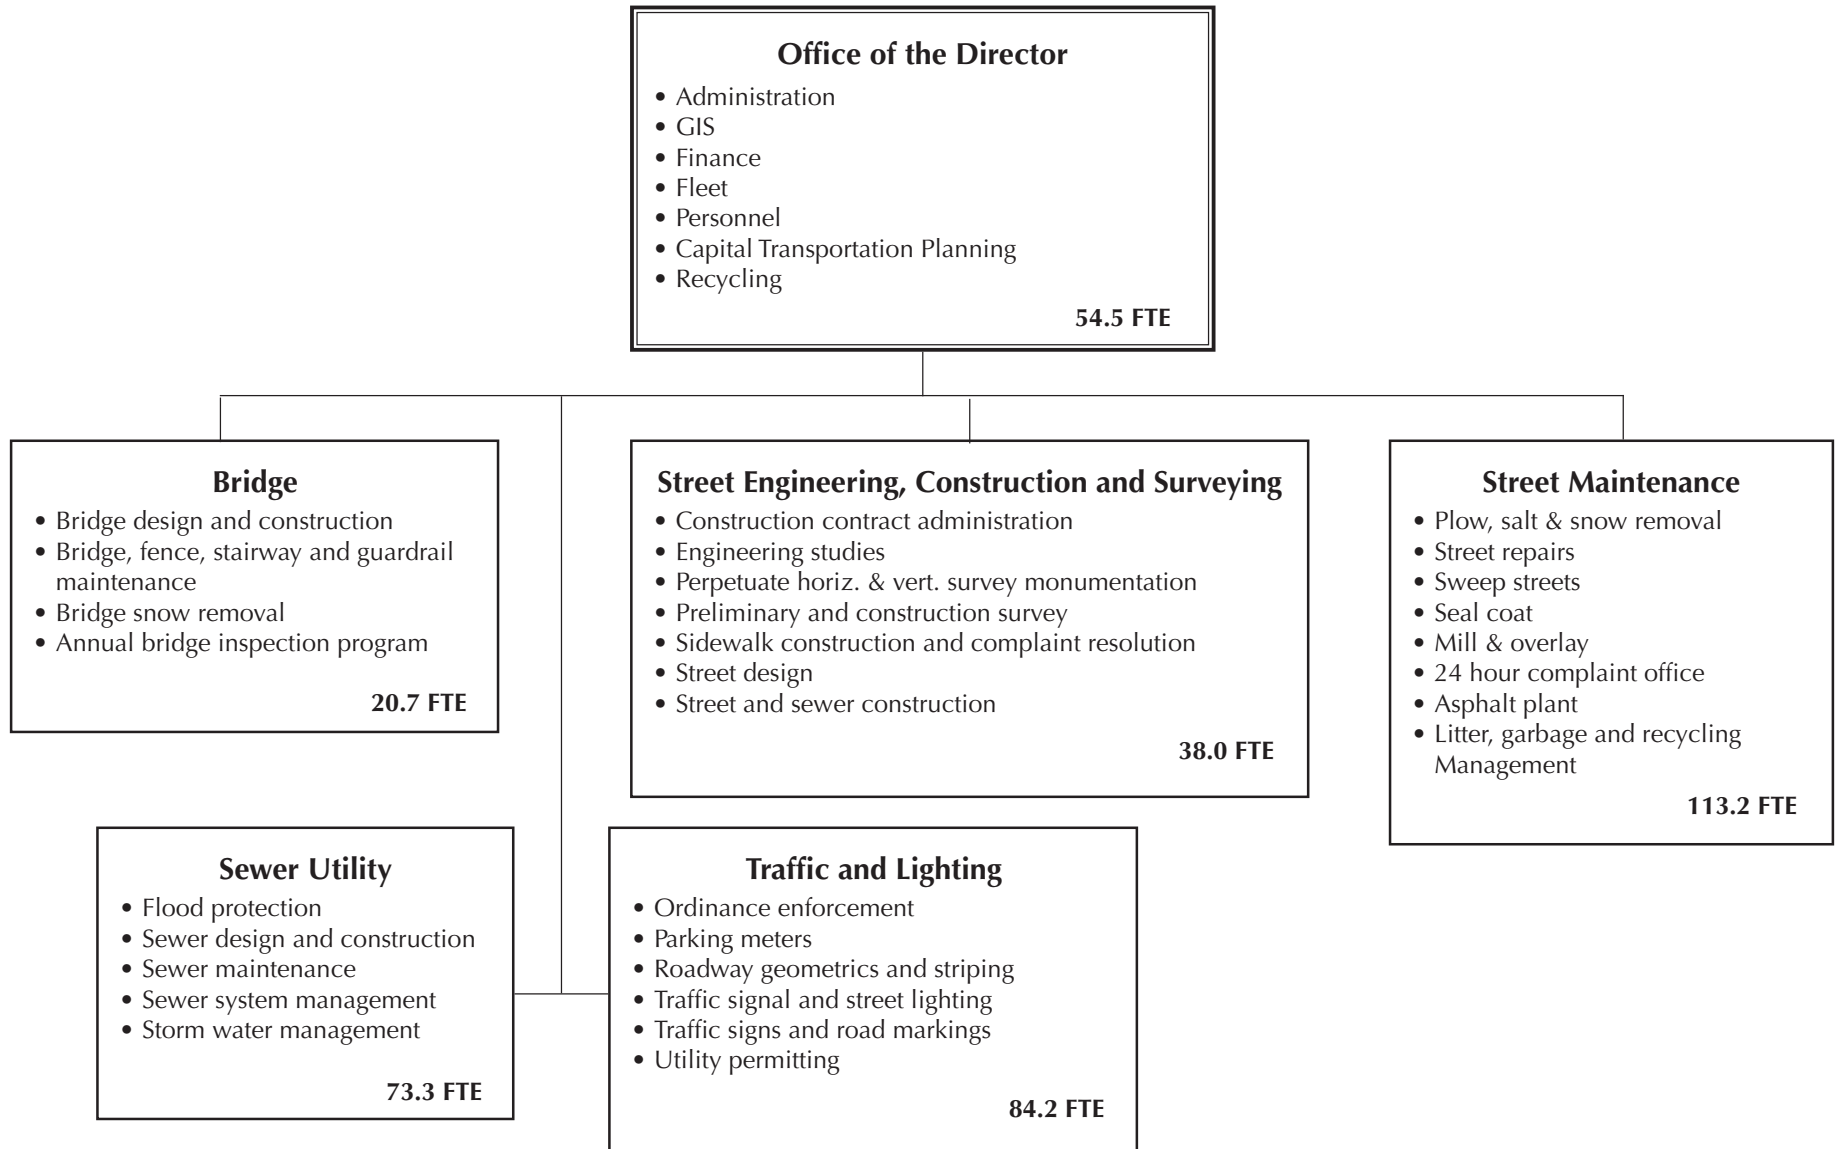 Office of the Director
• Administration
• GIS
• Finance
• Fleet
• Personnel
• Capital Transportation Planning
• Recycling
54.5 FTE
Bridge
• Bridge design and construction
• Bridge, fence, stairway and guardrail
maintenance
• Bridge snow removal
• Annual bridge inspection program
20.7 FTE
Street Engineering, Construction and Surveying
• Construction contract administration
• Engineering studies
• Perpetuate horiz. & vert. survey monumentation
• Preliminary and construction survey
• Sidewalk construction and complaint resolution
• Street design
• Street and sewer construction
38.0 FTE
Street Maintenance
• Plow, salt & snow removal
• Street repairs
• Sweep streets
• Seal coat
• Mill & overlay
• 24 hour complaint office
• Asphalt plant
• Litter, garbage and recycling
Management
113.2 FTE
Sewer Utility
• Flood protection
• Sewer design and construction
• Sewer maintenance
• Sewer system management
• Storm water management
73.3 FTE
Traffic and Lighting
• Ordinance enforcement
• Parking meters
• Roadway geometrics and striping
• Traffic signal and street lighting
• Traffic signs and road markings
• Utility permitting
84.2 FTE